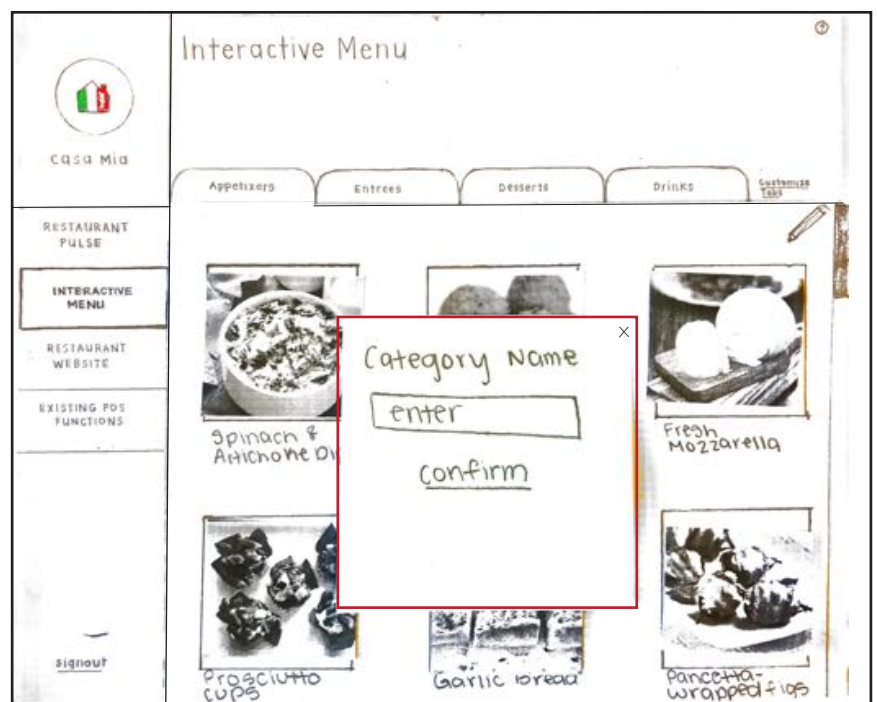 Interactive Menu
?
Casa Mia
Appetizers
Entrees
Desserts
Drinks
Customize
Tabs
RESTAURANT
PULSE
INTERACTIVE
MENU
RESTAURANT
WEBSITE
EXISTING POS
FUNCTIONS
signout
×
Category Name
enter
confirm
Spinach &
Artichoke Di
Fresh
Mozzarella
Prosciutto
cups
Garlic Bread
Pancetta-
wrapped figs